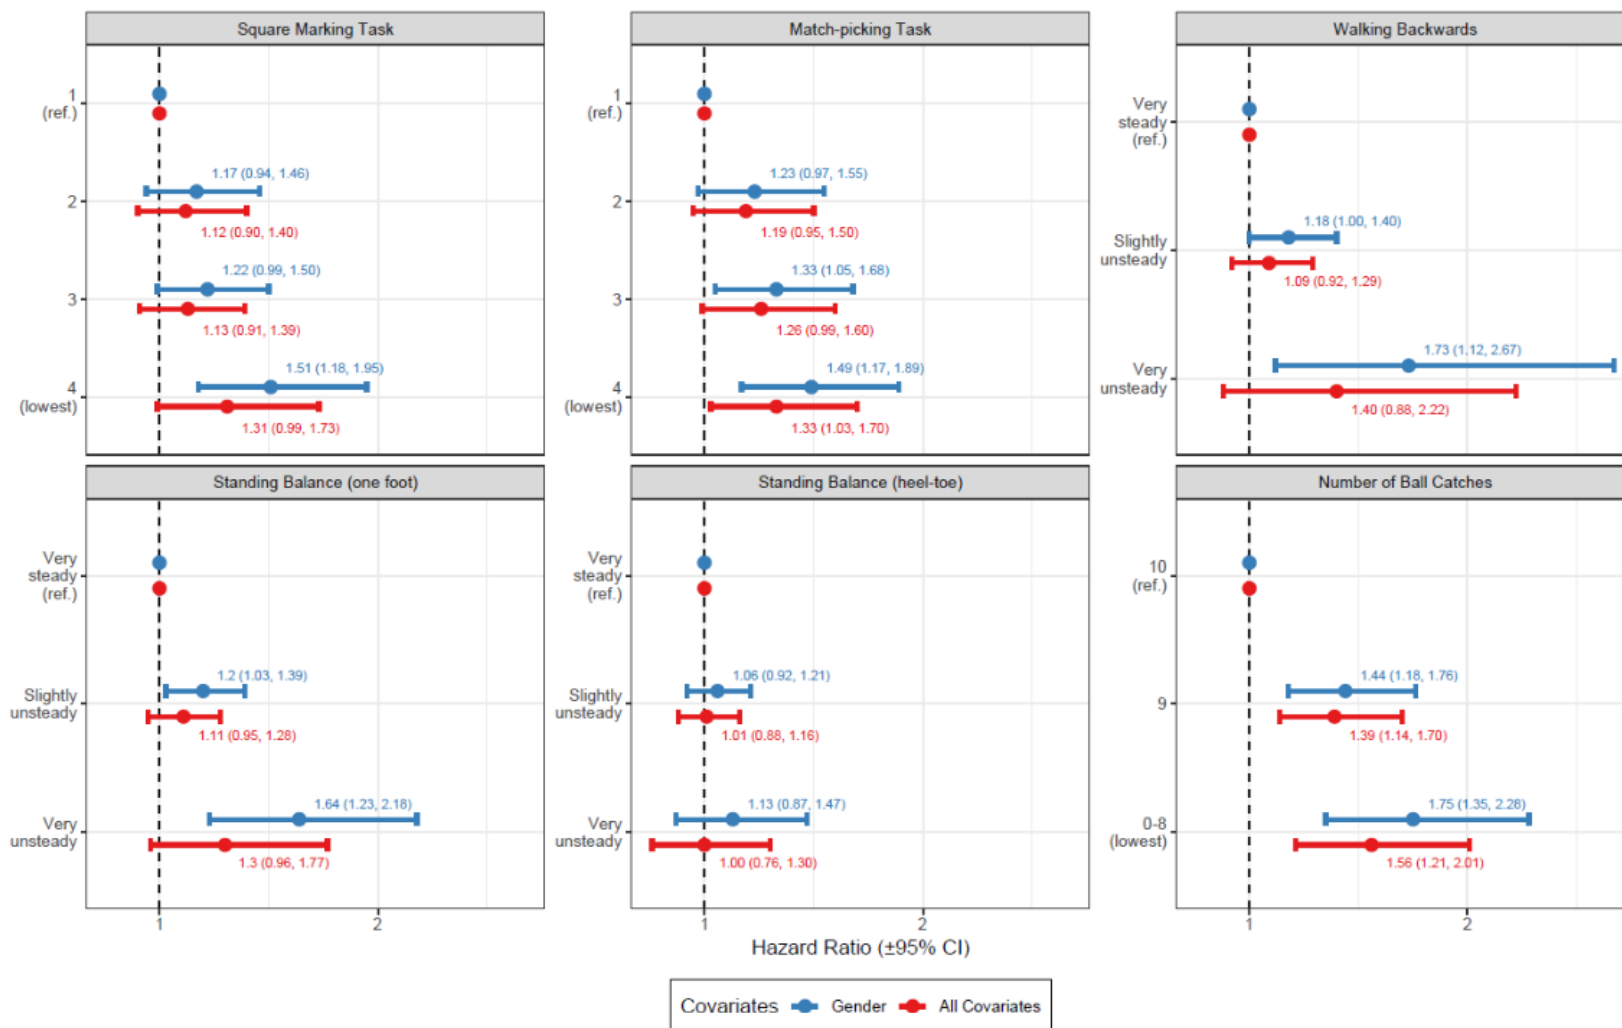 Square Marking Task
1
(ref.)
1.17 (0.94, 1.46)
2
1.12 (0.90, 1.40)
1.22 (0.99, 1.50)
3
1.13 (0.91, 1.39)
1.51 (1.18, 1.95)
4
(lowest)
1.31 (0.99, 1.73)
Match-picking Task
1
(ref.)
1.23 (0.97, 1.55)
2
1.19 (0.95, 1.50)
1.33 (1.05, 1.68)
3
1.26 (0.99, 1.60)
1.49 (1.17, 1.89)
4
(lowest)
1.33 (1.03, 1.70)
Walking Backwards
Very
steady
(ref.)
1.18 (1.00, 1.40)
Slightly
unsteady
1.09 (0.92, 1.29)
1.73 (1.12, 2.67)
Very
unsteady
1.40 (0.88, 2.22)
Standing Balance (one foot)
Very
steady
(ref.)
1.2 (1.03, 1.39)
Slightly
unsteady
1.11 (0.95, 1.28)
1.64 (1.23, 2.18)
Very
unsteady
1.3 (0.96, 1.77)
1 2
Standing Balance (heel-toe)
Very
steady
(ref.)
1.06 (0.92, 1.21)
Slightly
unsteady
1.01 (0.88, 1.16)
1.13 (0.87, 1.47)
Very
unsteady
1.00 (0.76, 1.30)
1 2
Number of Ball Catches
10
(ref.)
1.44 (1.18, 1.76)
9
1.39 (1.14, 1.70)
1.75 (1.35, 2.28)
0-8
(lowest)
1.56 (1.21, 2.01)
1 2
Hazard Ratio (±95% CI)
Covariates Gender All Covariates